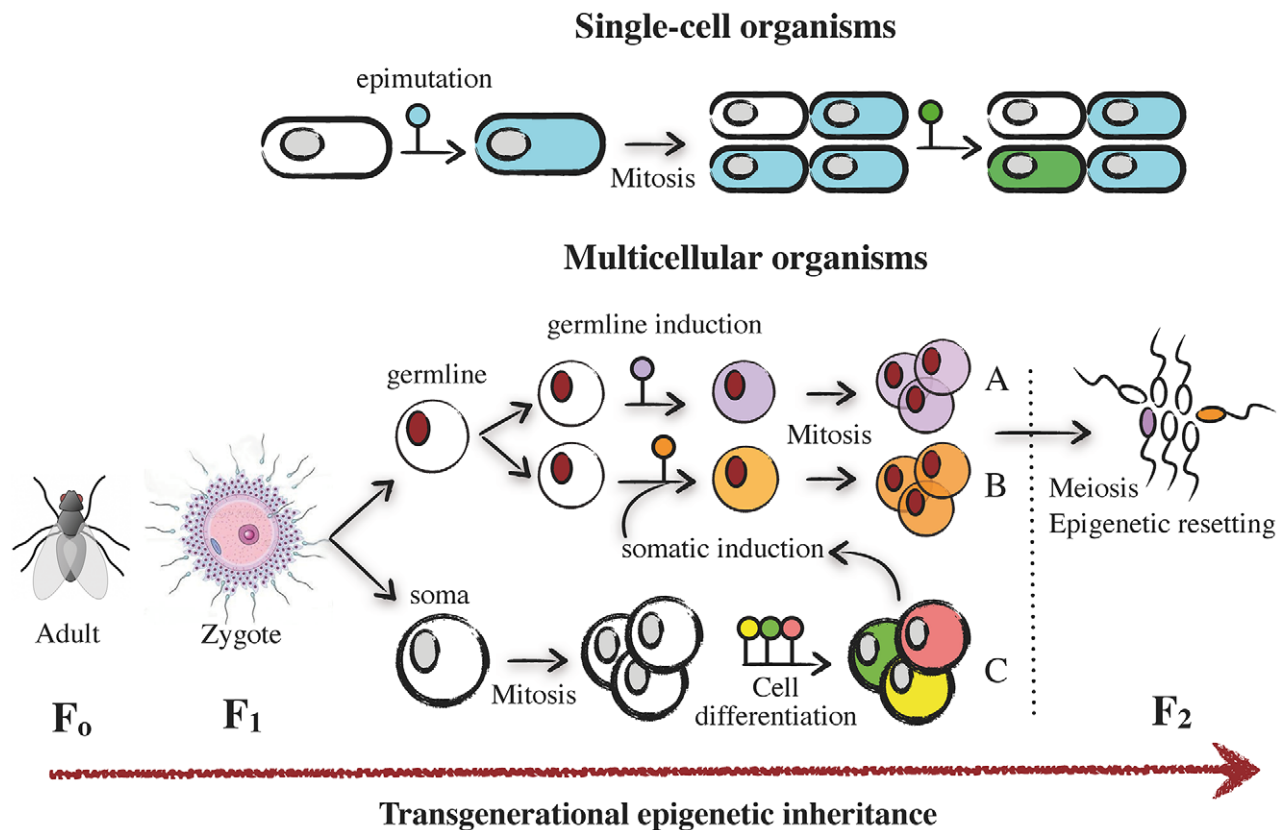 Single-cell organisms
epimutation
Mitosis
Multicellular organisms
germline induction
germline
A
Mitosis
B
Meiosis
Epigenetic resetting
somatic induction
soma
Adult
Zygote
Mitosis
Cell
differentiation
C
Fo
F1
F2
Transgenerational epigenetic inheritance